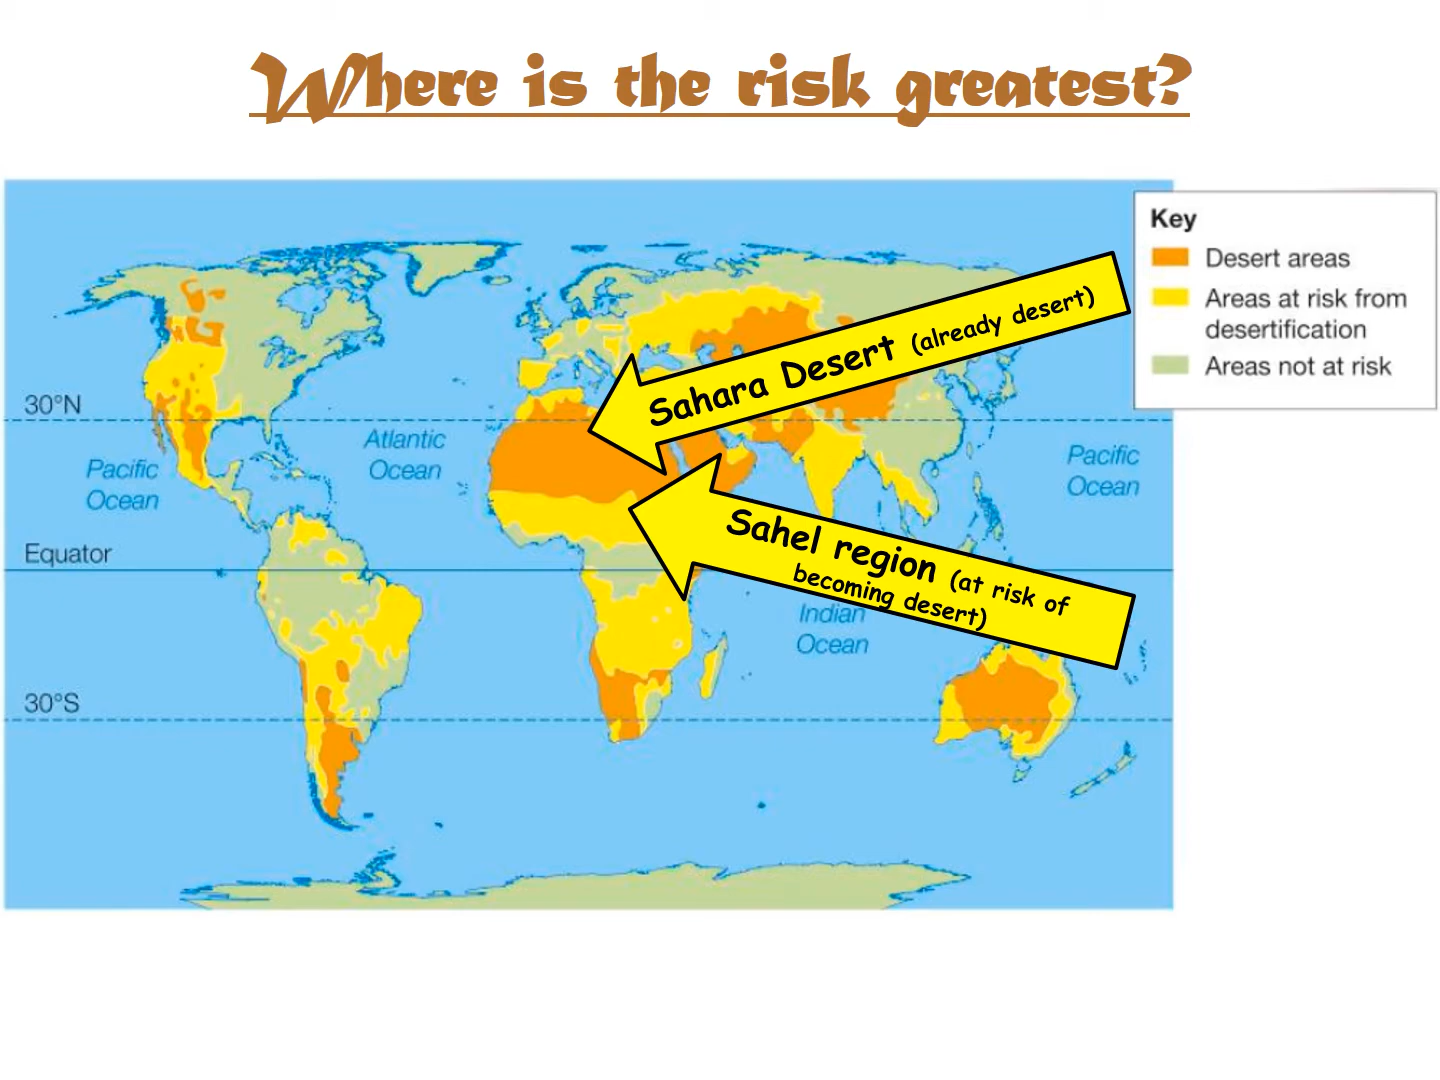 Where is the risk greatest?
Key
Desert areas
Areas at risk from
desertification
Areas not at risk
Sahara Desert (already desert)
30°N
Atlantic
Ocean
Pacific
Ocean
Pacific
Ocean
Sahel region (at risk of
becoming desert)
Equator
Indian
Ocean
30°S